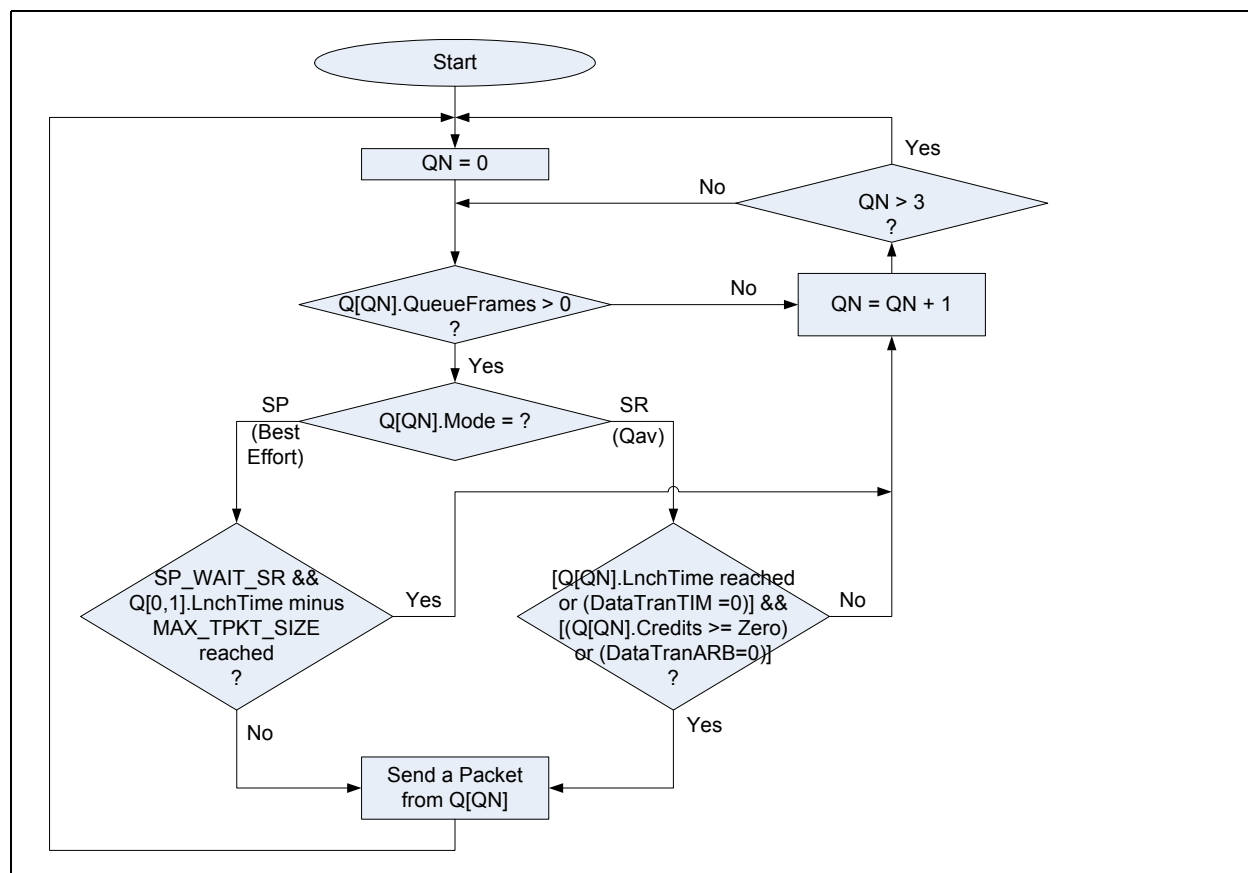 Start
Yes
QN = 0
No
QN > 3
?
Q[QN].QueueFrames > 0
?
No
QN = QN + 1
Yes
SP
(Best
Effort)
Q[QN].Mode = ?
SR
(Qav)
SP_WAIT_SR &&
Q[0,1].LnchTime minus
MAX_TPKT_SIZE
reached
?
Yes
[Q[QN].LnchTime reached
or (DataTranTIM =0)] &&
[(Q[QN].Credits >= Zero)
or (DataTranARB=0)]
?
No
No
Yes
Send a Packet
from Q[QN]